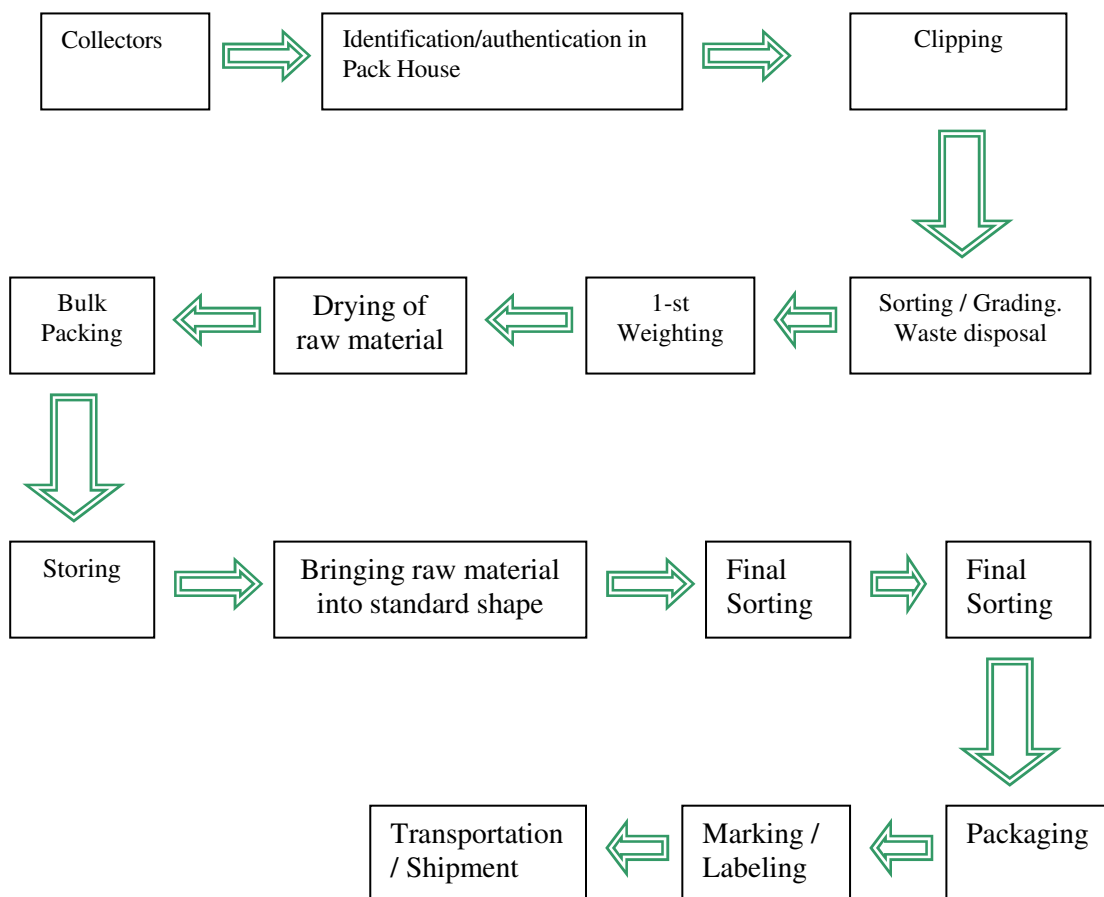 Collectors
Identification/authentication in
Pack House
Clipping
Sorting / Grading.
Waste disposal
1-st
Weighting
Drying of
raw material
Bulk
Packing
Storing
Bringing raw material
into standard shape
Final
Sorting
Final
Sorting
Packaging
Marking /
Labeling
Transportation
/ Shipment